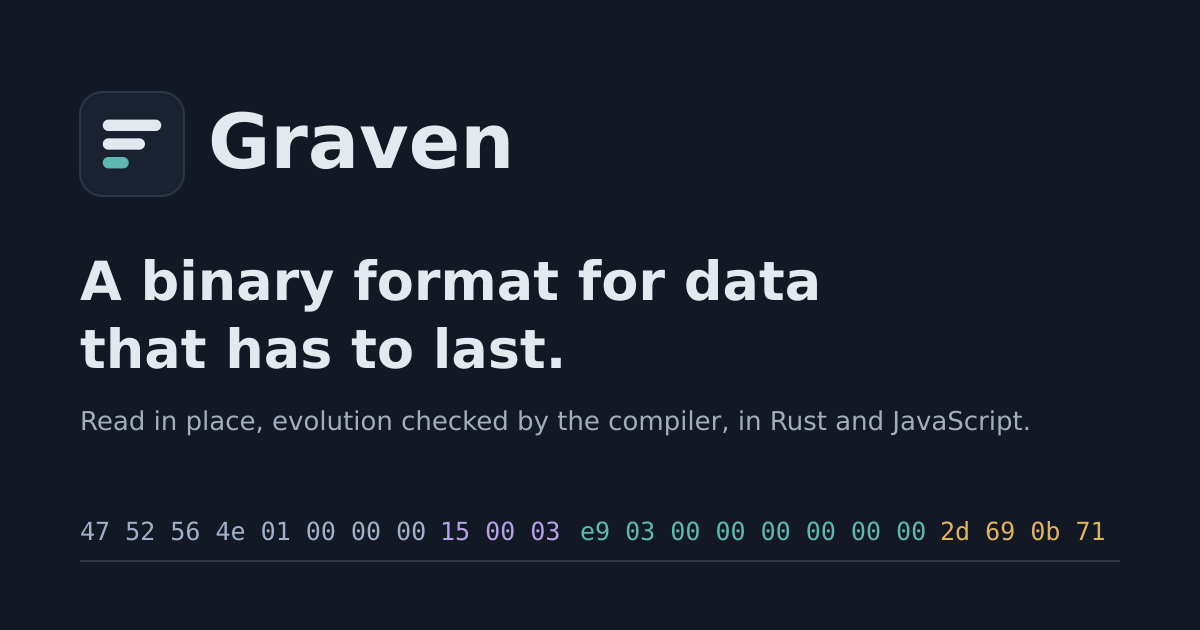 Graven
A binary format for data
that has to last.
Read in place, evolution checked by the compiler, in Rust and JavaScript.
47 52 56 4e 01 00 00 00 15 00 03 e9 03 00 00 00 00 00 00 2d 69 0b 71